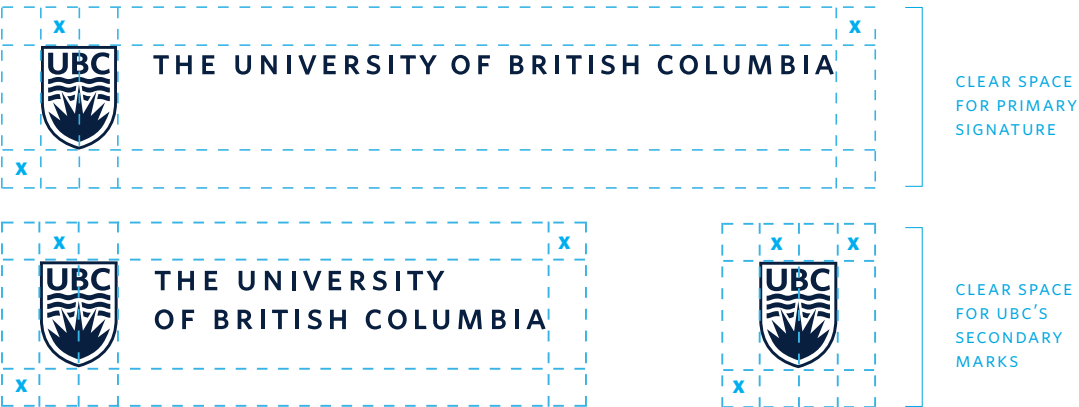 x x
UBC THE UNIVERSITY OF BRITISH COLUMBIA
x
CLEAR SPACE
FOR PRIMARY
SIGNATURE
x x
UBC THE UNIVERSITY
OF BRITISH COLUMBIA
x
x x
UBC
x
CLEAR SPACE
FOR UBC'S
SECONDARY
MARKS